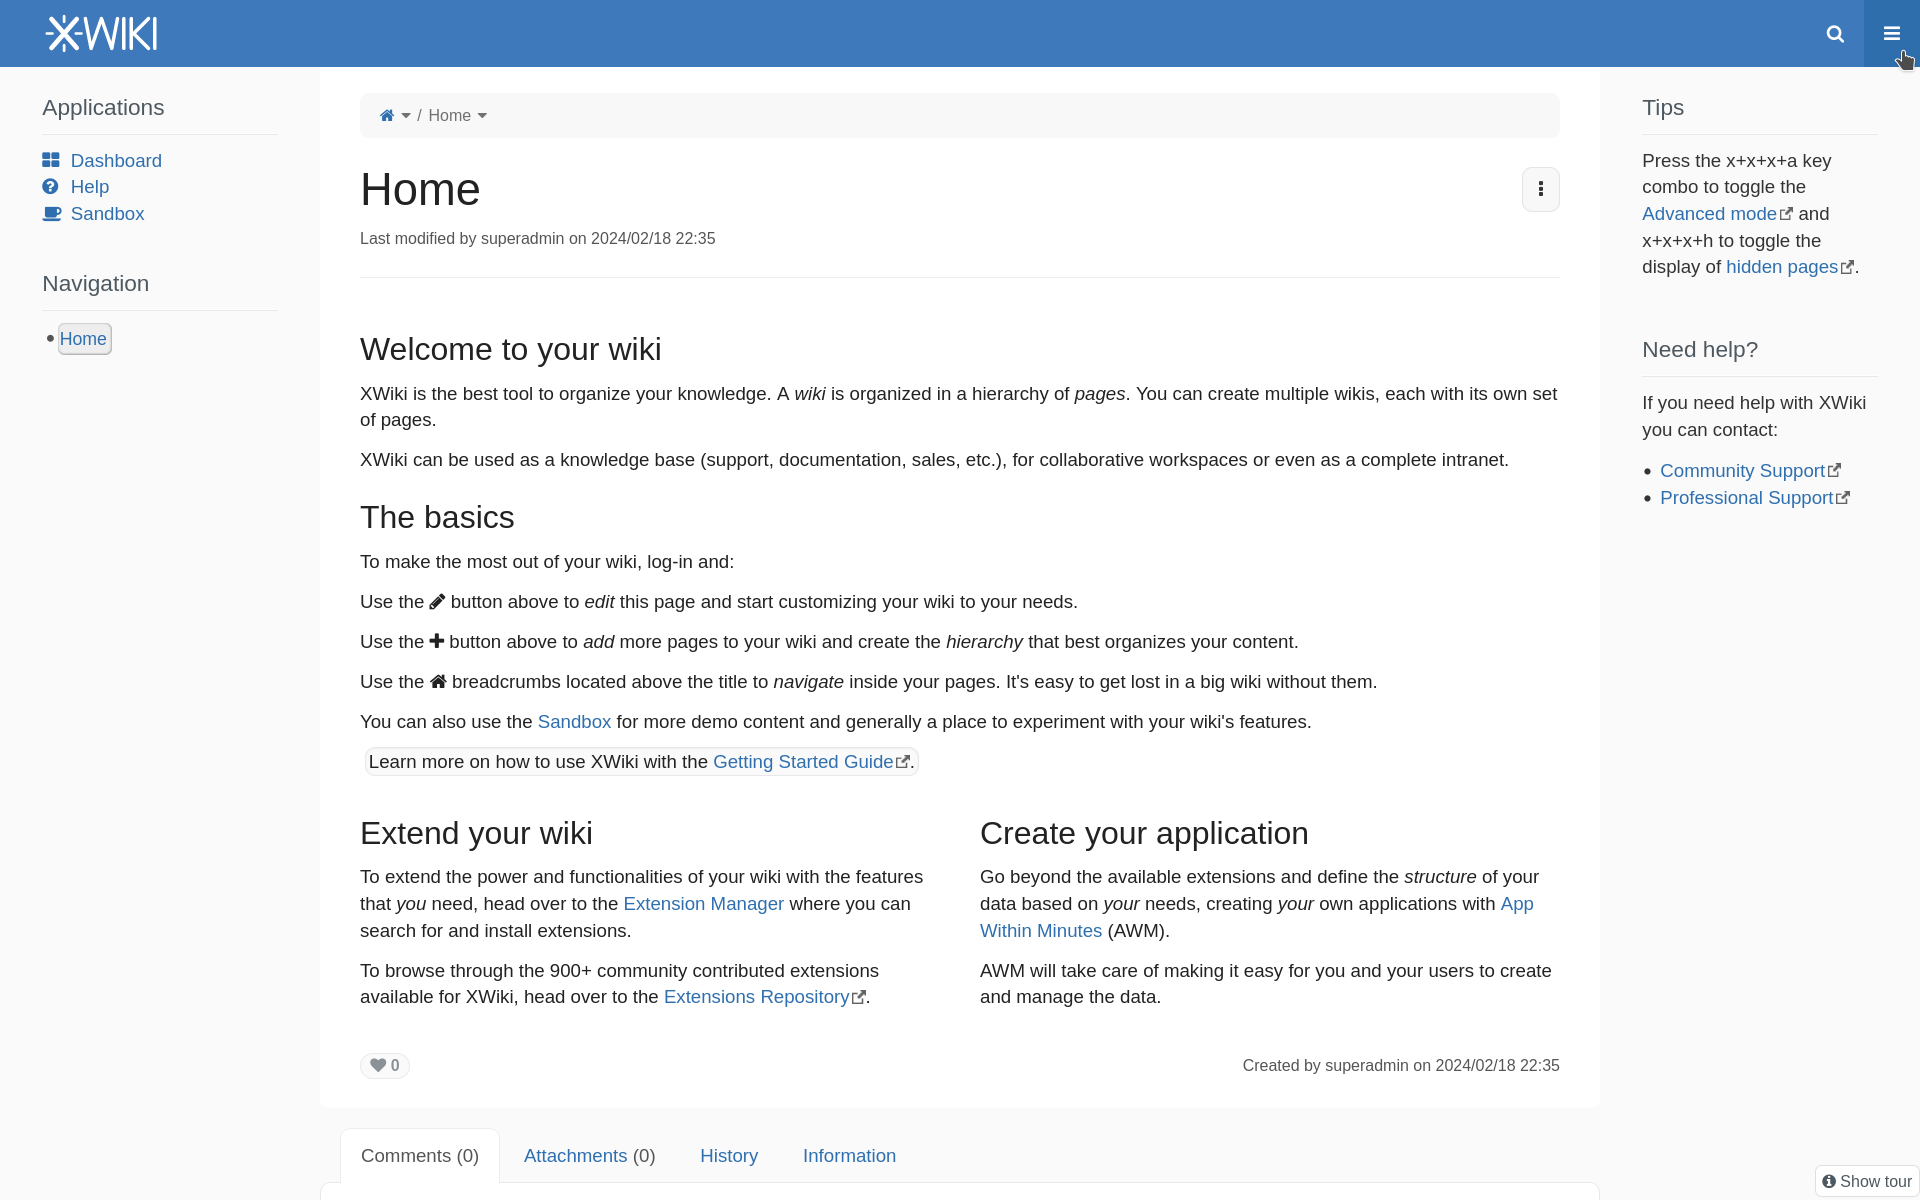 XWIKI
Applications
Dashboard
Help
Sandbox
Navigation
Home
/ Home
Home
Last modified by superadmin on 2024/02/18 22:35
Welcome to your wiki
XWiki is the best tool to organize your knowledge. A wiki is organized in a hierarchy of pages. You can create multiple wikis, each with its own set
of pages.
XWiki can be used as a knowledge base (support, documentation, sales, etc.), for collaborative workspaces or even as a complete intranet.
The basics
To make the most out of your wiki, log-in and:
Use the button above to edit this page and start customizing your wiki to your needs.
Use the button above to add more pages to your wiki and create the hierarchy that best organizes your content.
Use the breadcrumbs located above the title to navigate inside your pages. It's easy to get lost in a big wiki without them.
You can also use the Sandbox for more demo content and generally a place to experiment with your wiki's features.
Learn more on how to use XWiki with the Getting Started Guide.
Extend your wiki
To extend the power and functionalities of your wiki with the features
that you need, head over to the Extension Manager where you can
search for and install extensions.
To browse through the 900+ community contributed extensions
available for XWiki, head over to the Extensions Repository.
Create your application
Go beyond the available extensions and define the structure of your
data based on your needs, creating your own applications with App
Within Minutes (AWM).
AWM will take care of making it easy for you and your users to create
and manage the data.
0
Created by superadmin on 2024/02/18 22:35
Comments (0)
Attachments (0)
History
Information
Tips
Press the x+x+x+a key
combo to toggle the
Advanced mode and
x+x+x+h to toggle the
display of hidden pages.
Need help?
If you need help with XWiki
you can contact:
Community Support
Professional Support
Show tour